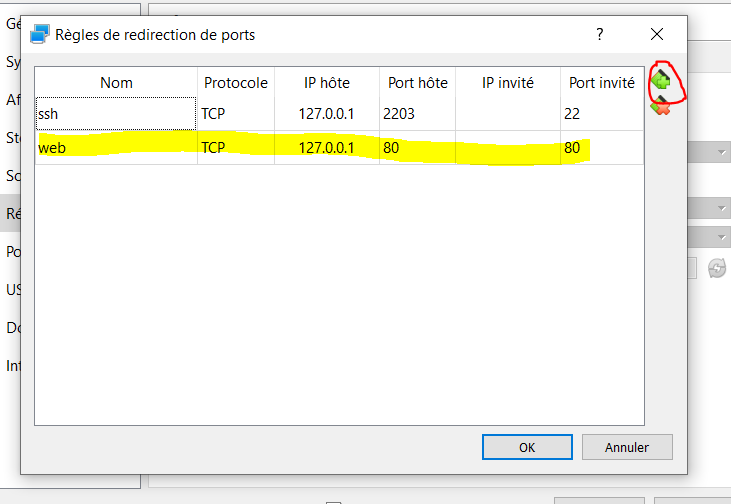 Gé
Règles de redirection de ports ?
Sy
Nom Protocole IP hôte Port hôte IP invité Port invité
Af
ssh TCP 127.0.0.1 2203 22
Sto
web TCP 127.0.0.1 80 80
So
Ré
Po
US
Do
Int
OK Annuler